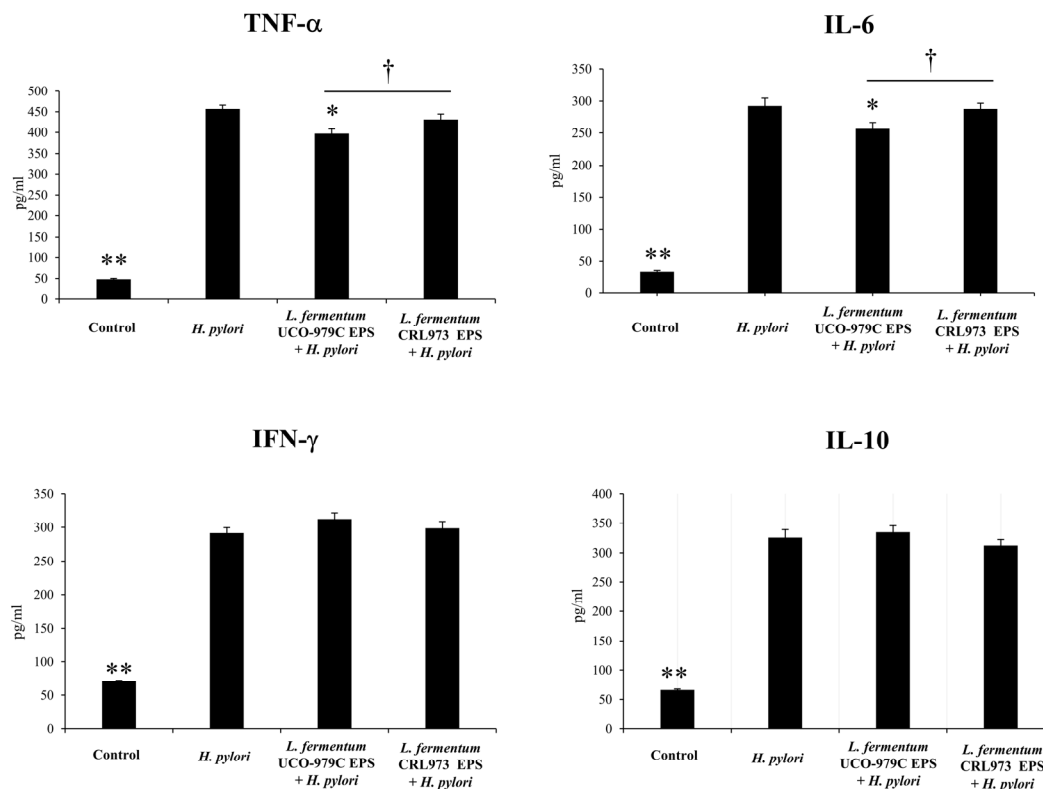 TNF-α
†
*
**
pg/ml
500
450
400
350
300
250
200
150
100
50
0
Control
H. pylori
L. fermentum
UCO-979C EPS
+ H. pylori
L. fermentum
CRL973 EPS
+ H. pylori
IL-6
†
*
**
pg/ml
350
300
250
200
150
100
50
0
Control
H. pylori
L. fermentum
UCO-979C EPS
+ H. pylori
L. fermentum
CRL973 EPS
+ H. pylori
IFN-γ
**
pg/ml
350
300
250
200
150
100
50
0
Control
H. pylori
L. fermentum
UCO-979C EPS
+ H. pylori
L. fermentum
CRL973 EPS
+ H. pylori
IL-10
**
pg/ml
400
350
300
250
200
150
100
50
0
Control
H. pylori
L. fermentum
UCO-979C EPS
+ H. pylori
L. fermentum
CRL973 EPS
+ H. pylori